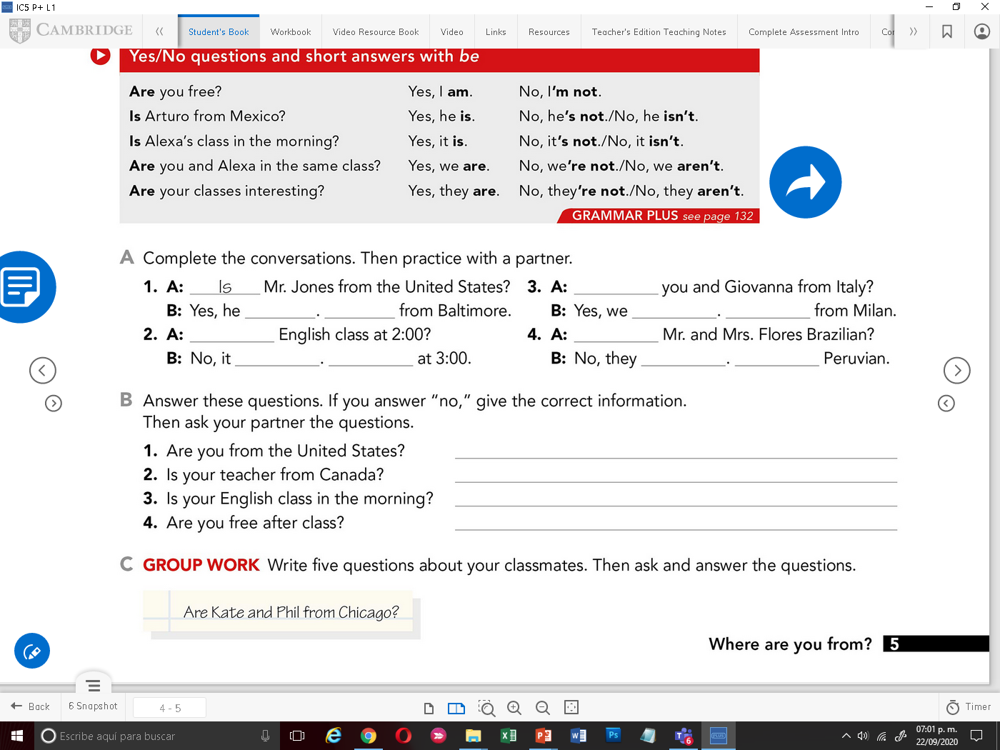 IC5 P+ L1
CAMBRIDGE
Student's Book
Workbook
Video Resource Book
Video
Links
Resources
Teacher's Edition Teaching Notes
Complete Assessment Intro
Yes/No questions and short answers with be
Are you free? Yes, I am. No, I'm not.
Is Arturo from Mexico? Yes, he is. No, he's not./No, he isn't.
Is Alexa's class in the morning? Yes, it is. No, it's not./No, it isn't.
Are you and Alexa in the same class? Yes, we are. No, we're not./No, we aren't.
Are your classes interesting? Yes, they are. No, they're not./No, they aren't.
GRAMMAR PLUS see page 132
A Complete the conversations. Then practice with a partner.
1. A: Is Mr. Jones from the United States?
B: Yes, he ________. ________ from Baltimore.
2. A: ________ English class at 2:00?
B: No, it ________. ________ at 3:00.
3. A: ________ you and Giovanna from Italy?
B: Yes, we ________. ________ from Milan.
4. A: ________ Mr. and Mrs. Flores Brazilian?
B: No, they ________. ________ Peruvian.
B Answer these questions. If you answer “no,” give the correct information.
Then ask your partner the questions.
1. Are you from the United States?
2. Is your teacher from Canada?
3. Is your English class in the morning?
4. Are you free after class?
C GROUP WORK Write five questions about your classmates. Then ask and answer the questions.
Are Kate and Phil from Chicago?
Where are you from? 5
Back
6 Snapshot
4 - 5
Timer
Escribe aquí para buscar
07:01 p. m.
22/09/2020